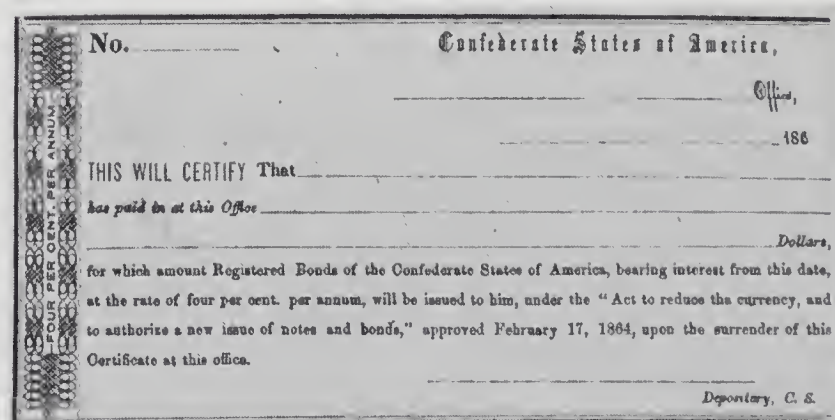 FOUR PER CENT. PER ANNUM
No.
Confederate States of America,
Office,
186
THIS WILL CERTIFY That
has paid in at this Office
Dollars,
for which amount Registered Bonds of the Confederate States of America, bearing interest from this date,
at the rate of four per cent. per annum, will be issued to him, under the “Act to reduce the currency, and
to authorize a new issue of notes and bonds,” approved February 17, 1864, upon the surrender of this
Certificate at this office.
Depositary, C. S.